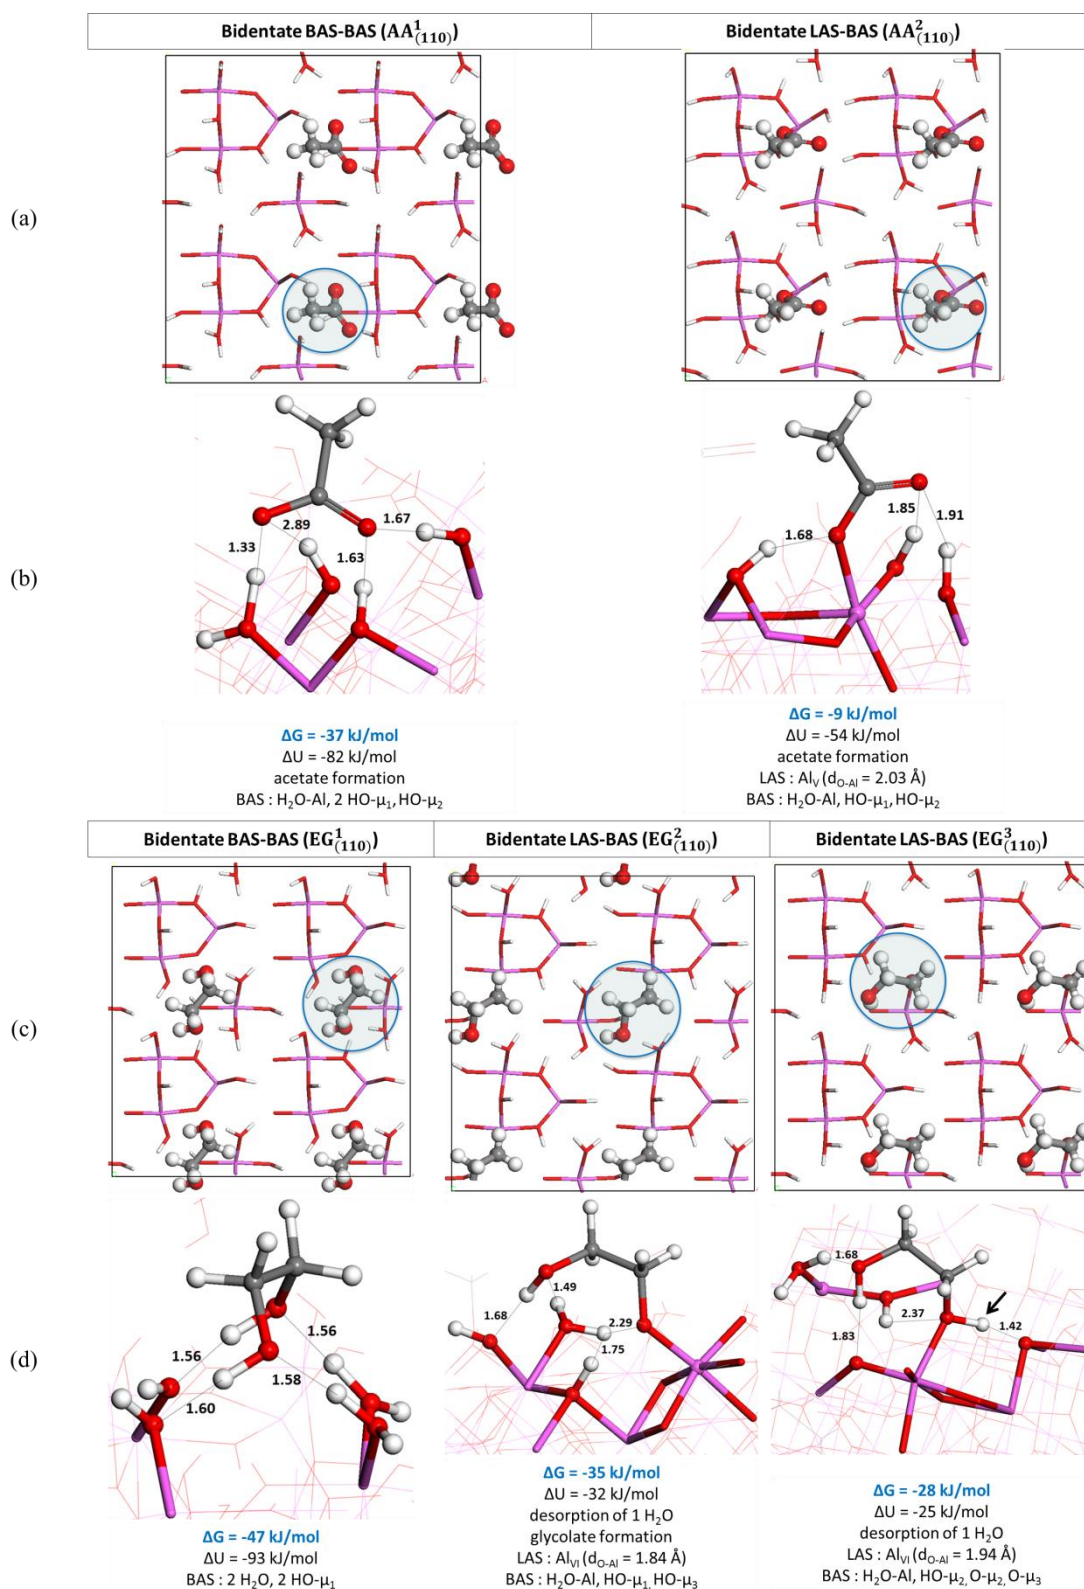 Bidentate BAS-BAS (AA¹₍₁₁₀₎) Bidentate LAS-BAS (AA²₍₁₁₀₎)
(a)
(b)
1.33 2.89 1.63 1.67
1.68 1.85 1.91
ΔG = -37 kJ/mol
ΔU = -82 kJ/mol
acetate formation
BAS : H₂O-Al, 2 HO-μ₁, HO-μ₂
ΔG = -9 kJ/mol
ΔU = -54 kJ/mol
acetate formation
LAS : Alᵥ (d_O-Al = 2.03 Å)
BAS : H₂O-Al, HO-μ₁, HO-μ₂
Bidentate BAS-BAS (EG¹₍₁₁₀₎) Bidentate LAS-BAS (EG²₍₁₁₀₎) Bidentate LAS-BAS (EG³₍₁₁₀₎)
(c)
(d)
1.56 1.56 1.58 1.60
1.49 1.68 2.29 1.75
1.68 2.37 1.42 1.83
ΔG = -47 kJ/mol
ΔU = -93 kJ/mol
BAS : 2 H₂O, 2 HO-μ₁
ΔG = -35 kJ/mol
ΔU = -32 kJ/mol
desorption of 1 H₂O
glycolate formation
LAS : Al_VI (d_O-Al = 1.84 Å)
BAS : H₂O-Al, HO-μ₁, HO-μ₃
ΔG = -28 kJ/mol
ΔU = -25 kJ/mol
desorption of 1 H₂O
LAS : Al_VI (d_O-Al = 1.94 Å)
BAS : H₂O-Al, HO-μ₂, O-μ₂, O-μ₃